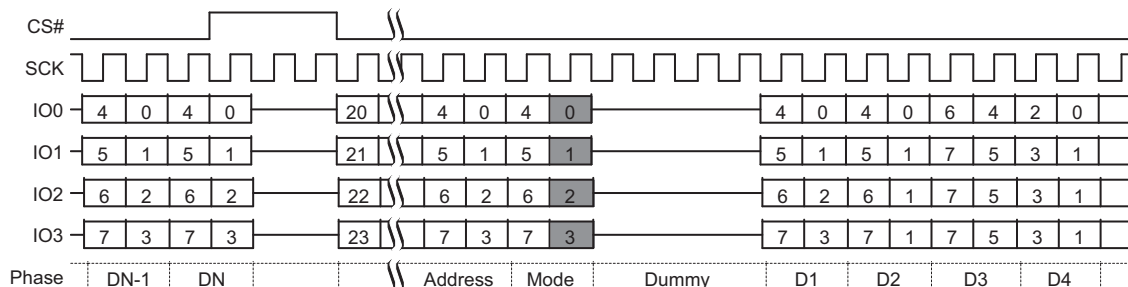 CS#
SCK
IO0 4 0 4 0 20 4 0 4 0 4 0 4 0 6 4 2 0
IO1 5 1 5 1 21 5 1 5 1 5 1 5 1 7 5 3 1
IO2 6 2 6 2 22 6 2 6 2 6 2 6 1 7 5 3 1
IO3 7 3 7 3 23 7 3 7 3 7 3 7 1 7 5 3 1
Phase DN-1 DN Address Mode Dummy D1 D2 D3 D4